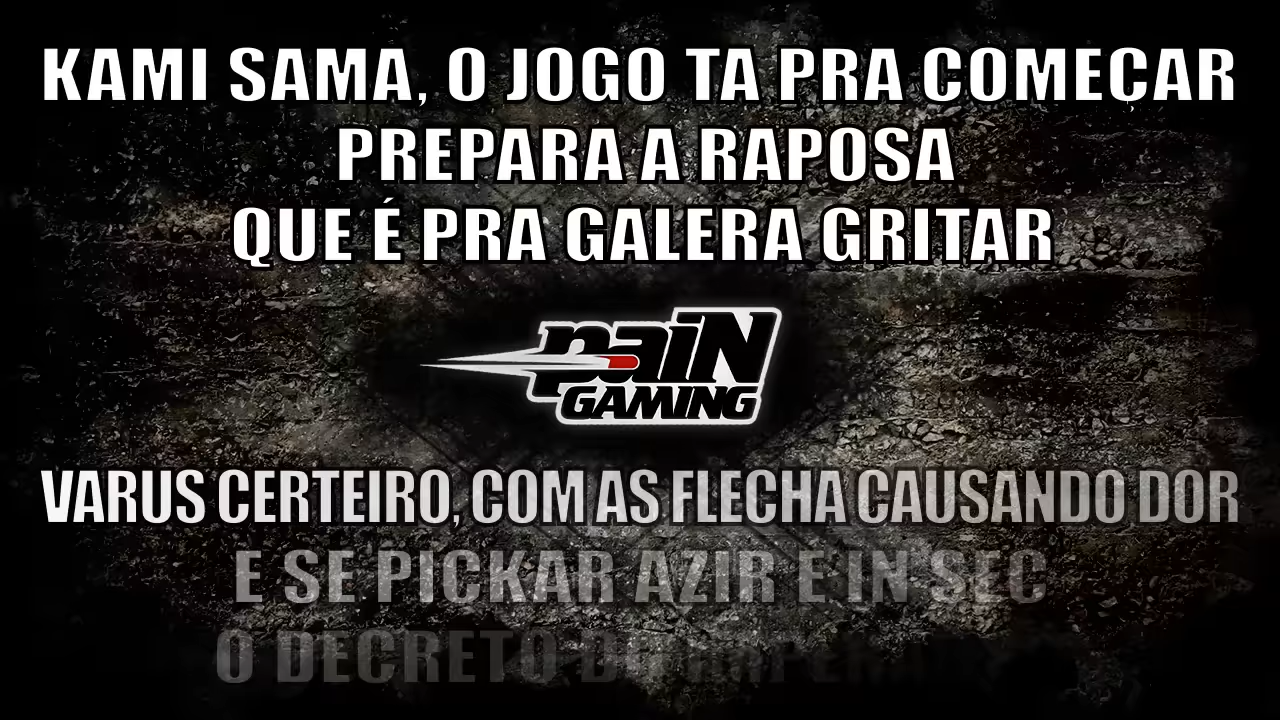 KAMI SAMA, O JOGO TA PRA COMEÇAR
PREPARA A RAPOSA
QUE É PRA GALERA GRITAR
paiN
GAMING
VARUS CERTEIRO, COM AS FLECHA CAUSANDO DOR
E SE PICKAR AZIR E IN SEC
O DECRETO DO